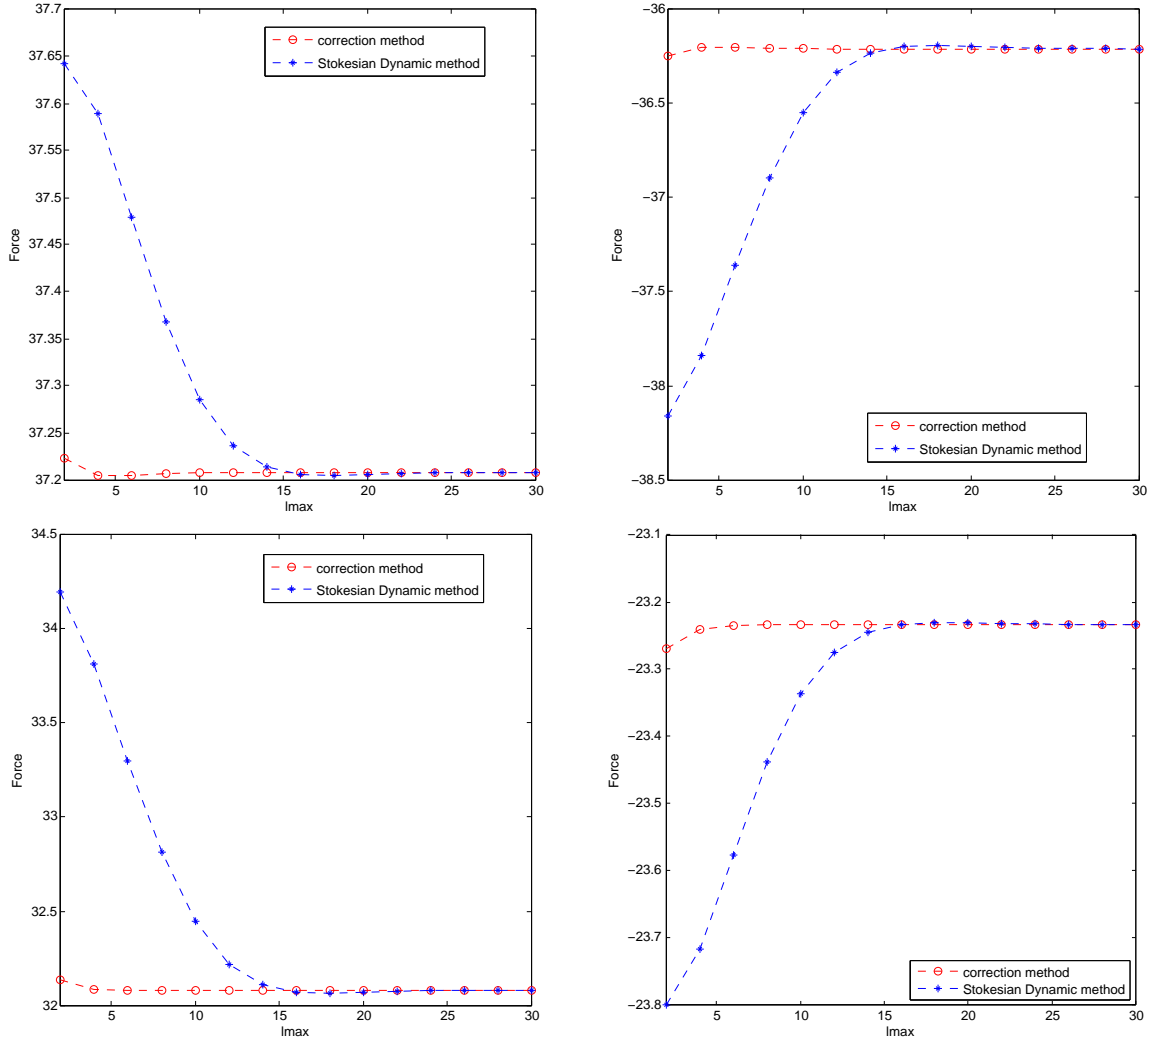 37.7
37.65
37.6
37.55
37.5
37.45
37.4
37.35
37.3
37.25
37.2
Force
5 10 15 20 25 30
lmax
correction method
Stokesian Dynamic method
−36
−36.5
−37
−37.5
−38
−38.5
Force
5 10 15 20 25 30
lmax
correction method
Stokesian Dynamic method
34.5
34
33.5
33
32.5
32
Force
5 10 15 20 25 30
lmax
correction method
Stokesian Dynamic method
−23.1
−23.2
−23.3
−23.4
−23.5
−23.6
−23.7
−23.8
Force
5 10 15 20 25 30
lmax
correction method
Stokesian Dynamic method